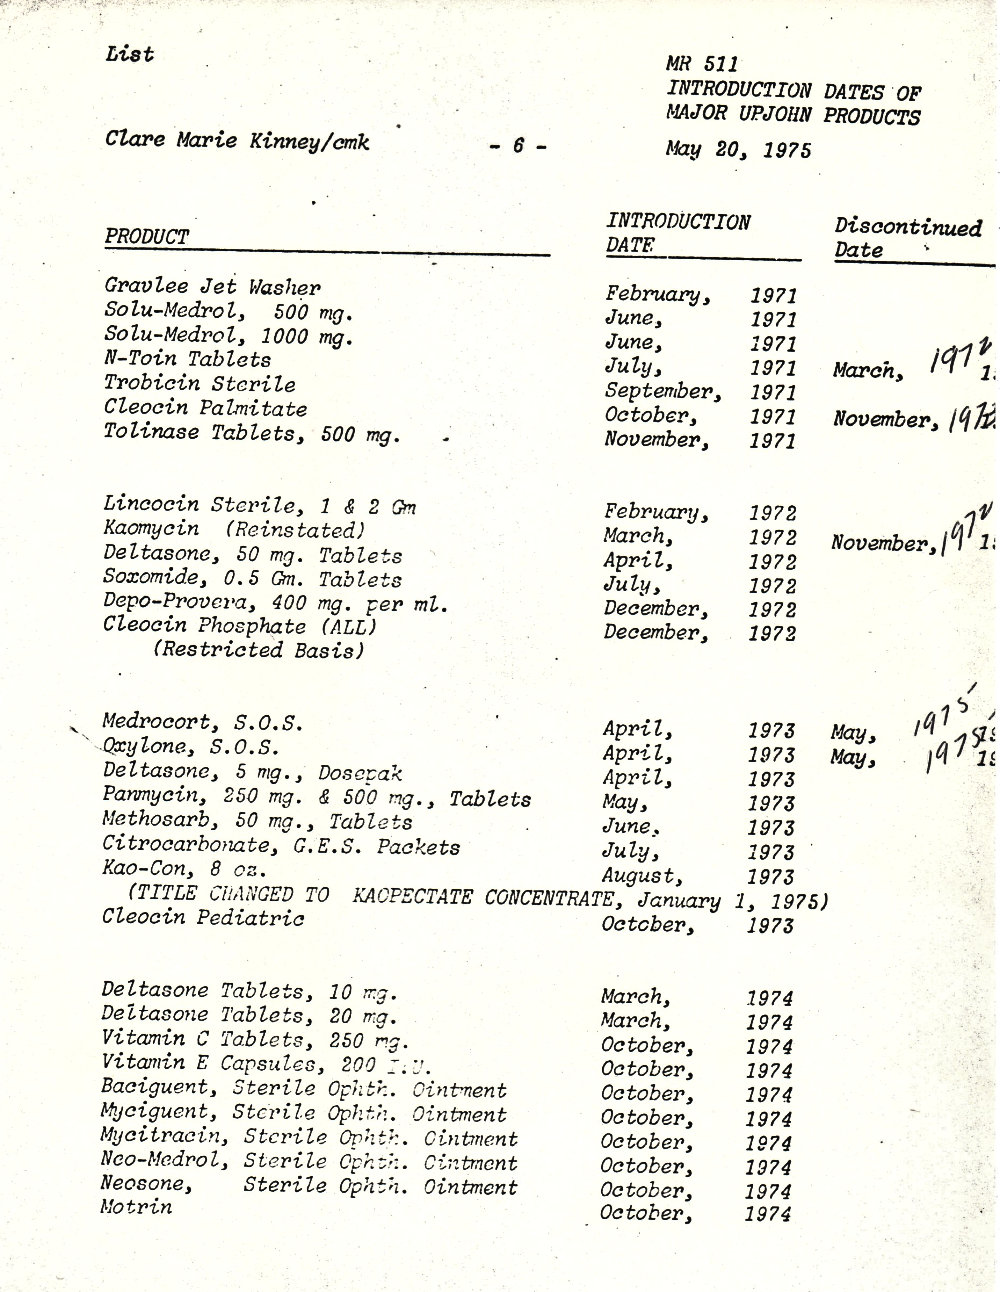 List
MR 511
INTRODUCTION DATES OF
MAJOR UPJOHN PRODUCTS
Clare Marie Kinney/cmk - 6 - May 20, 1975
PRODUCT INTRODUCTION DATE Discontinued Date
Gravlee Jet Washer February, 1971
Solu-Medrol, 500 mg. June, 1971
Solu-Medrol, 1000 mg. June, 1971
N-Toin Tablets July, 1971 March, 1972
Trobicin Sterile September, 1971
Cleocin Palmitate October, 1971 November,
Tolinase Tablets, 500 mg. November, 1971
Lincocin Sterile, 1 & 2 Gm February, 1972
Kaomycin (Reinstated) March, 1972 November, 1972
Deltasone, 50 mg. Tablets April, 1972
Soxomide, 0.5 Gm. Tablets July, 1972
Depo-Provera, 400 mg. per ml. December, 1972
Cleocin Phosphate (ALL) December, 1972
(Restricted Basis)
Medrocort, S.O.S. April, 1973 May, 1975
Oxylone, S.O.S. April, 1973 May, 1975
Deltasone, 5 mg., Dosepak April, 1973
Panmycin, 250 mg. & 500 mg., Tablets May, 1973
Methosarb, 50 mg., Tablets June, 1973
Citrocarbonate, G.E.S. Packets July, 1973
Kao-Con, 8 oz. August, 1973
(TITLE CHANGED TO KAOPECTATE CONCENTRATE, January 1, 1975)
Cleocin Pediatric October, 1973
Deltasone Tablets, 10 mg. March, 1974
Deltasone Tablets, 20 mg. March, 1974
Vitamin C Tablets, 250 mg. October, 1974
Vitamin E Capsules, 200 I.U. October, 1974
Baciguent, Sterile Ophth. Ointment October, 1974
Myciguent, Sterile Ophth. Ointment October, 1974
Mycitracin, Sterile Ophth. Ointment October, 1974
Neo-Medrol, Sterile Ophth. Ointment October, 1974
Neosone, Sterile Ophth. Ointment October, 1974
Motrin October, 1974